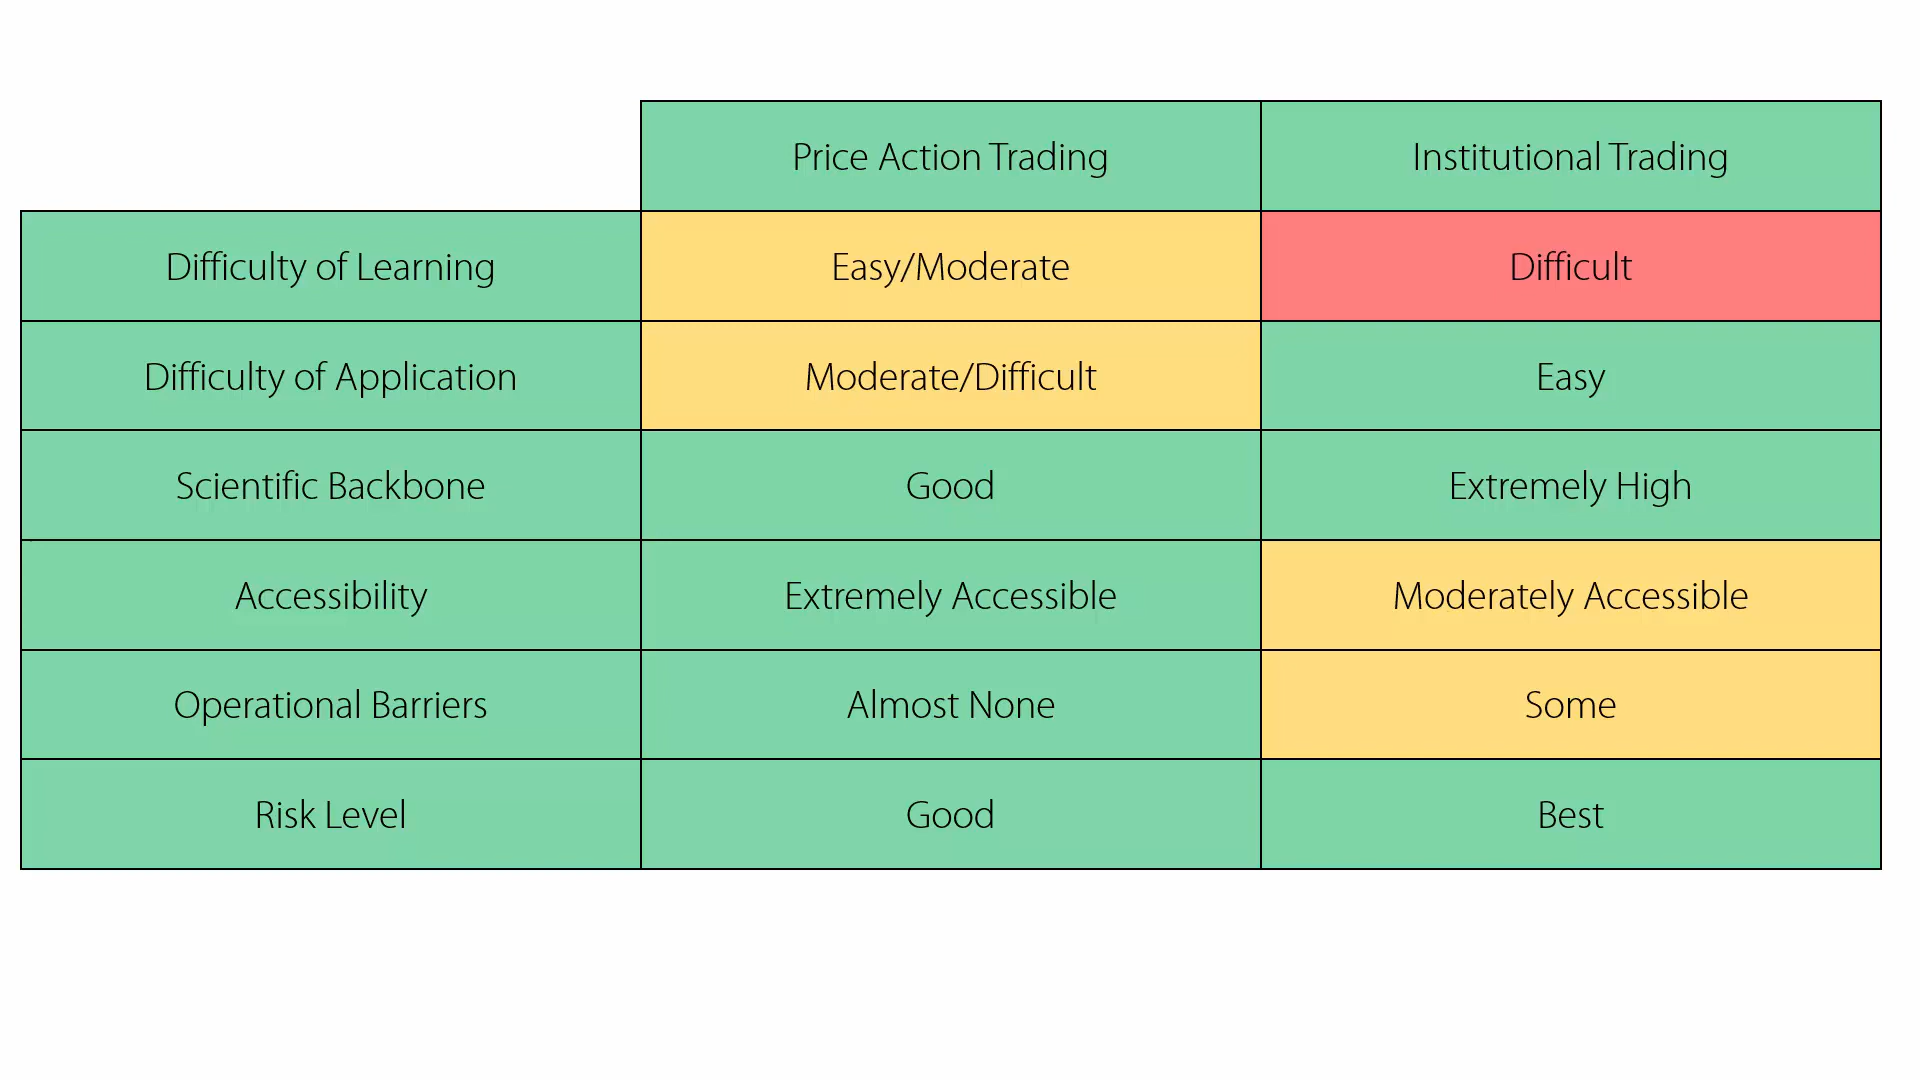 Price Action Trading
Institutional Trading
Difficulty of Learning
Easy/Moderate
Difficult
Difficulty of Application
Moderate/Difficult
Easy
Scientific Backbone
Good
Extremely High
Accessibility
Extremely Accessible
Moderately Accessible
Operational Barriers
Almost None
Some
Risk Level
Good
Best